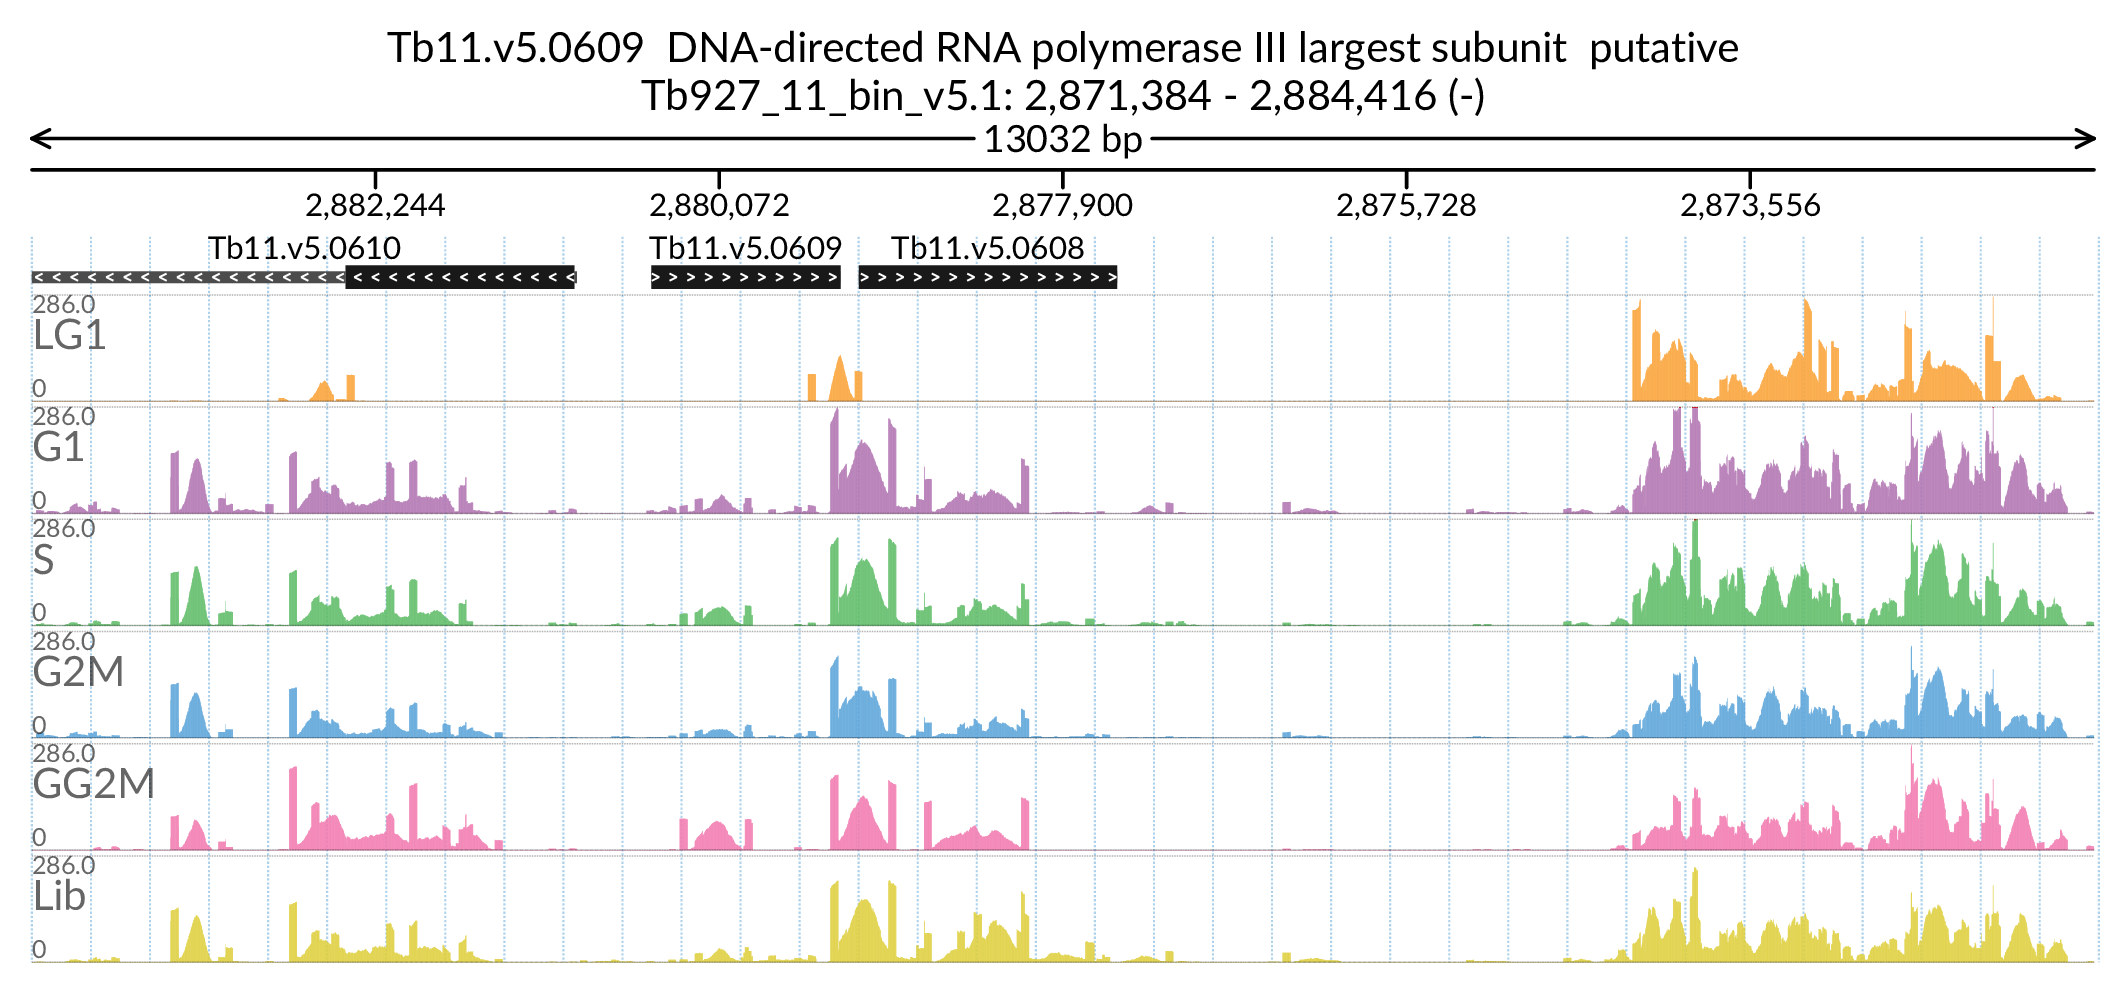 Tb11.v5.0609  DNA-directed RNA polymerase III largest subunit  putative
Tb927_11_bin_v5.1: 2,871,384 - 2,884,416 (-)
13032 bp
2,882,244 2,880,072 2,877,900 2,875,728 2,873,556
Tb11.v5.0610 Tb11.v5.0609 Tb11.v5.0608
286.0
LG1
0
286.0
G1
0
286.0
S
0
286.0
G2M
0
286.0
GG2M
0
286.0
Lib
0